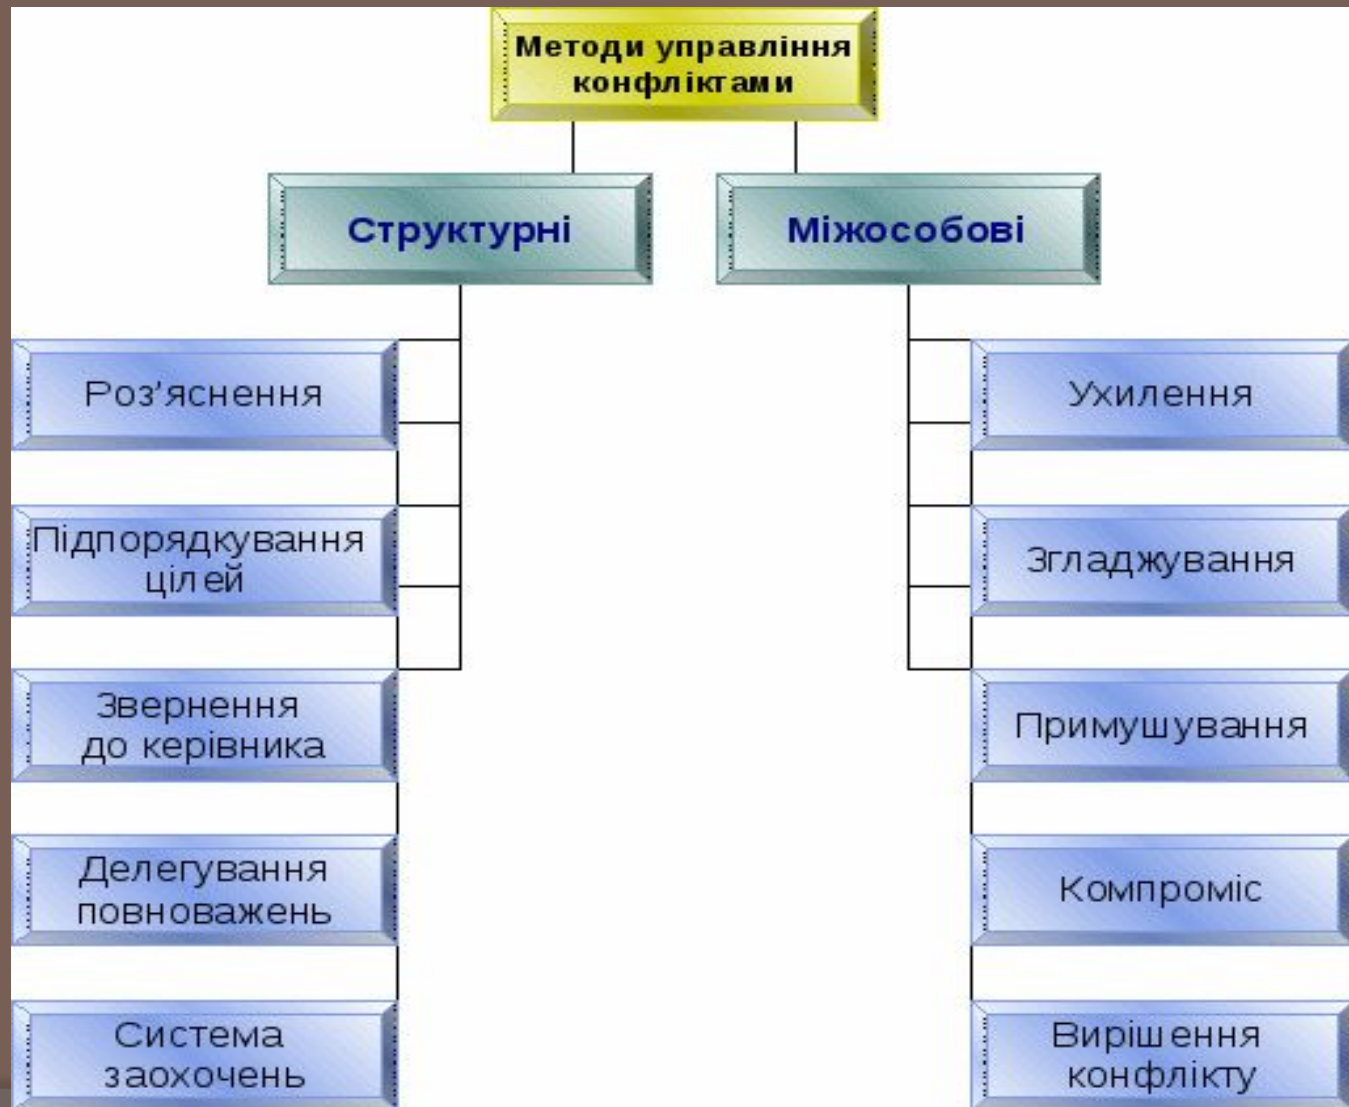 Методи управління
конфліктами
Структурні
Міжособові
Роз’яснення
Підпорядкування
цілей
Звернення
до керівника
Делегування
повноважень
Система
заохочень
Ухилення
Згладжування
Примушування
Компроміс
Вирішення
конфлікту